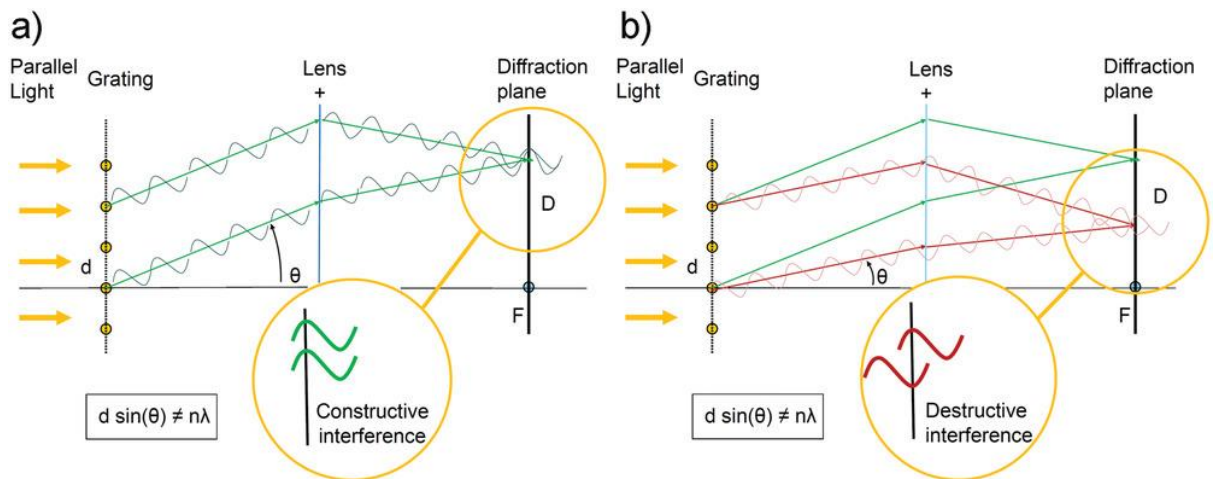 a)
Parallel
Light
Grating
Lens
+
Diffraction
plane
D
d
θ
F
Constructive
interference
d sin(θ) ≠ nλ
b)
Parallel
Light
Grating
Lens
+
Diffraction
plane
D
d
θ
F
Destructive
interference
d sin(θ) ≠ nλ